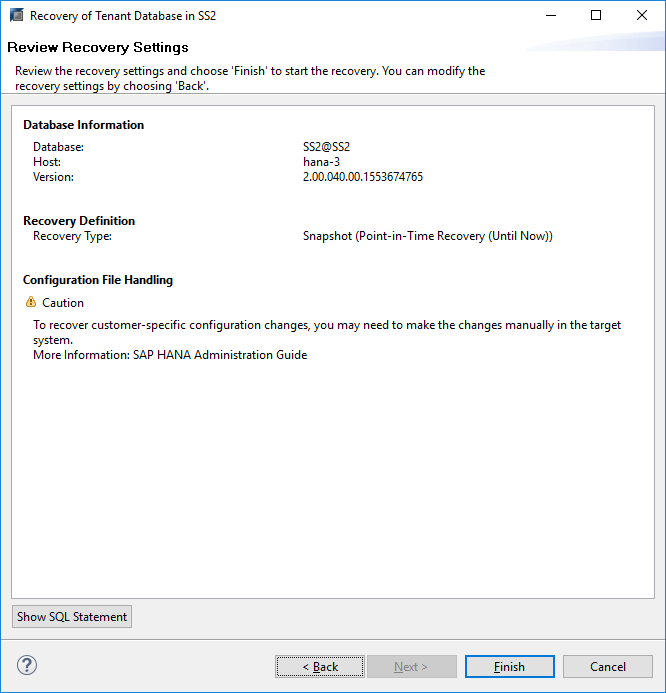 Recovery of Tenant Database in SS2
Review Recovery Settings
Review the recovery settings and choose 'Finish' to start the recovery. You can modify the
recovery settings by choosing 'Back'.
Database Information
Database: SS2@SS2
Host: hana-3
Version: 2.00.040.00.1553674765
Recovery Definition
Recovery Type: Snapshot (Point-in-Time Recovery (Until Now))
Configuration File Handling
Caution
To recover customer-specific configuration changes, you may need to make the changes manually in the target
system.
More Information: SAP HANA Administration Guide
Show SQL Statement
? < Back Next > Finish Cancel